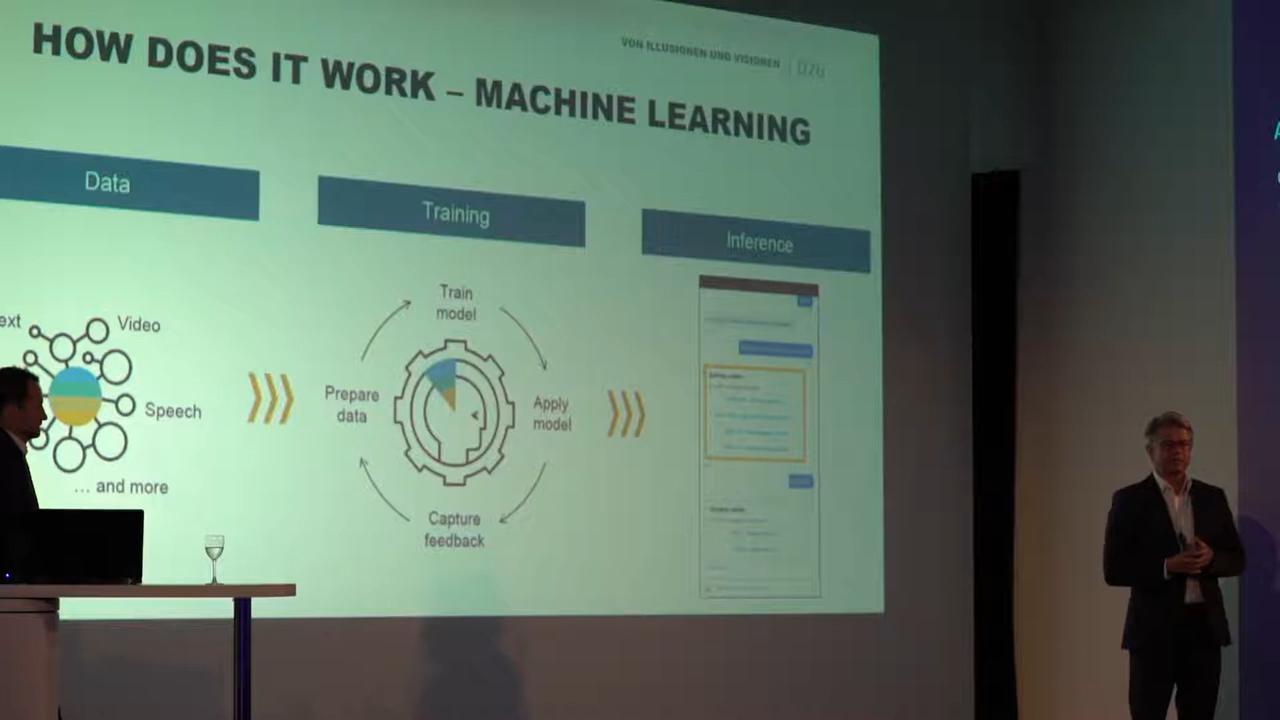 VON ILLUSIONEN UND VISIONEN
HOW DOES IT WORK – MACHINE LEARNING
Data
Training
Inference
ext
Video
Speech
… and more
Train
model
Prepare
data
Apply
model
Capture
feedback